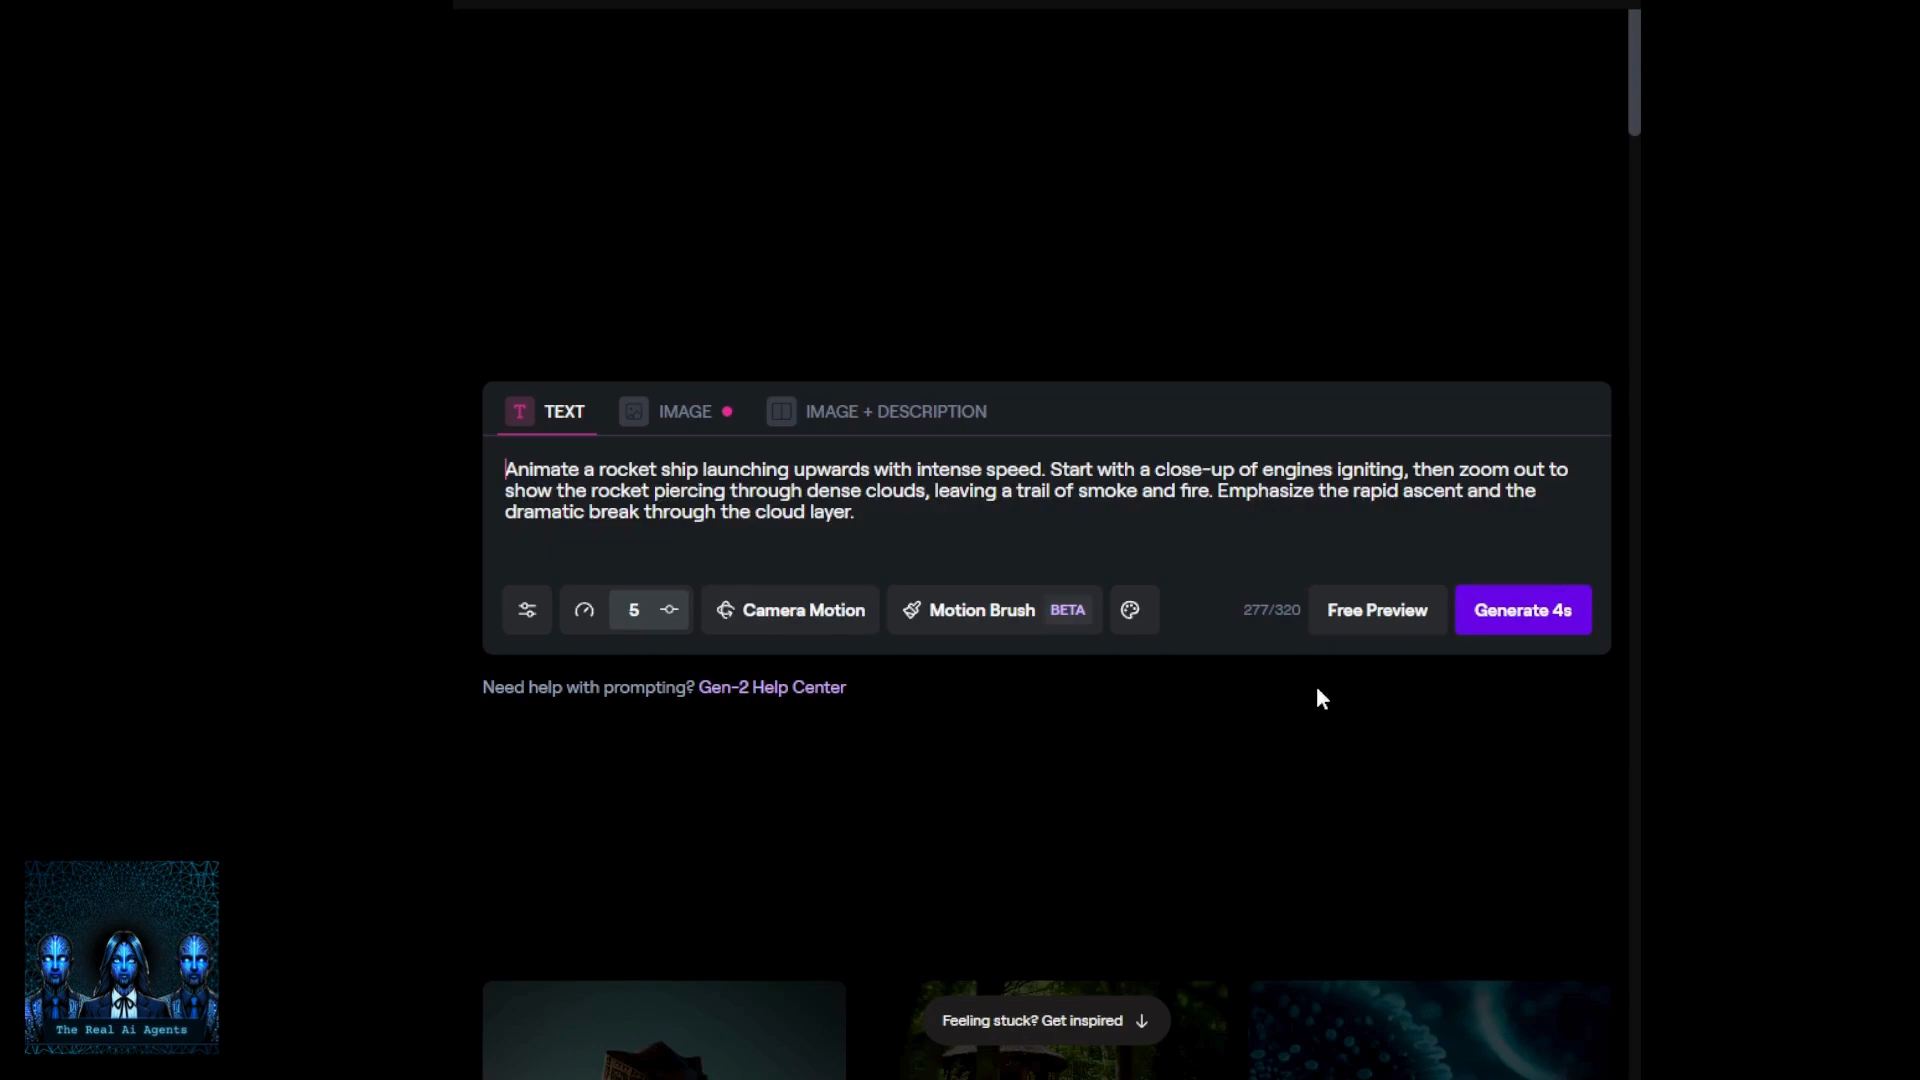 TEXT IMAGE IMAGE + DESCRIPTION
Animate a rocket ship launching upwards with intense speed. Start with a close-up of engines igniting, then zoom out to
show the rocket piercing through dense clouds, leaving a trail of smoke and fire. Emphasize the rapid ascent and the
dramatic break through the cloud layer.
5 Camera Motion Motion Brush BETA 277/320 Free Preview Generate 4s
Need help with prompting? Gen-2 Help Center
Feeling stuck? Get inspired
The Real Ai Agents